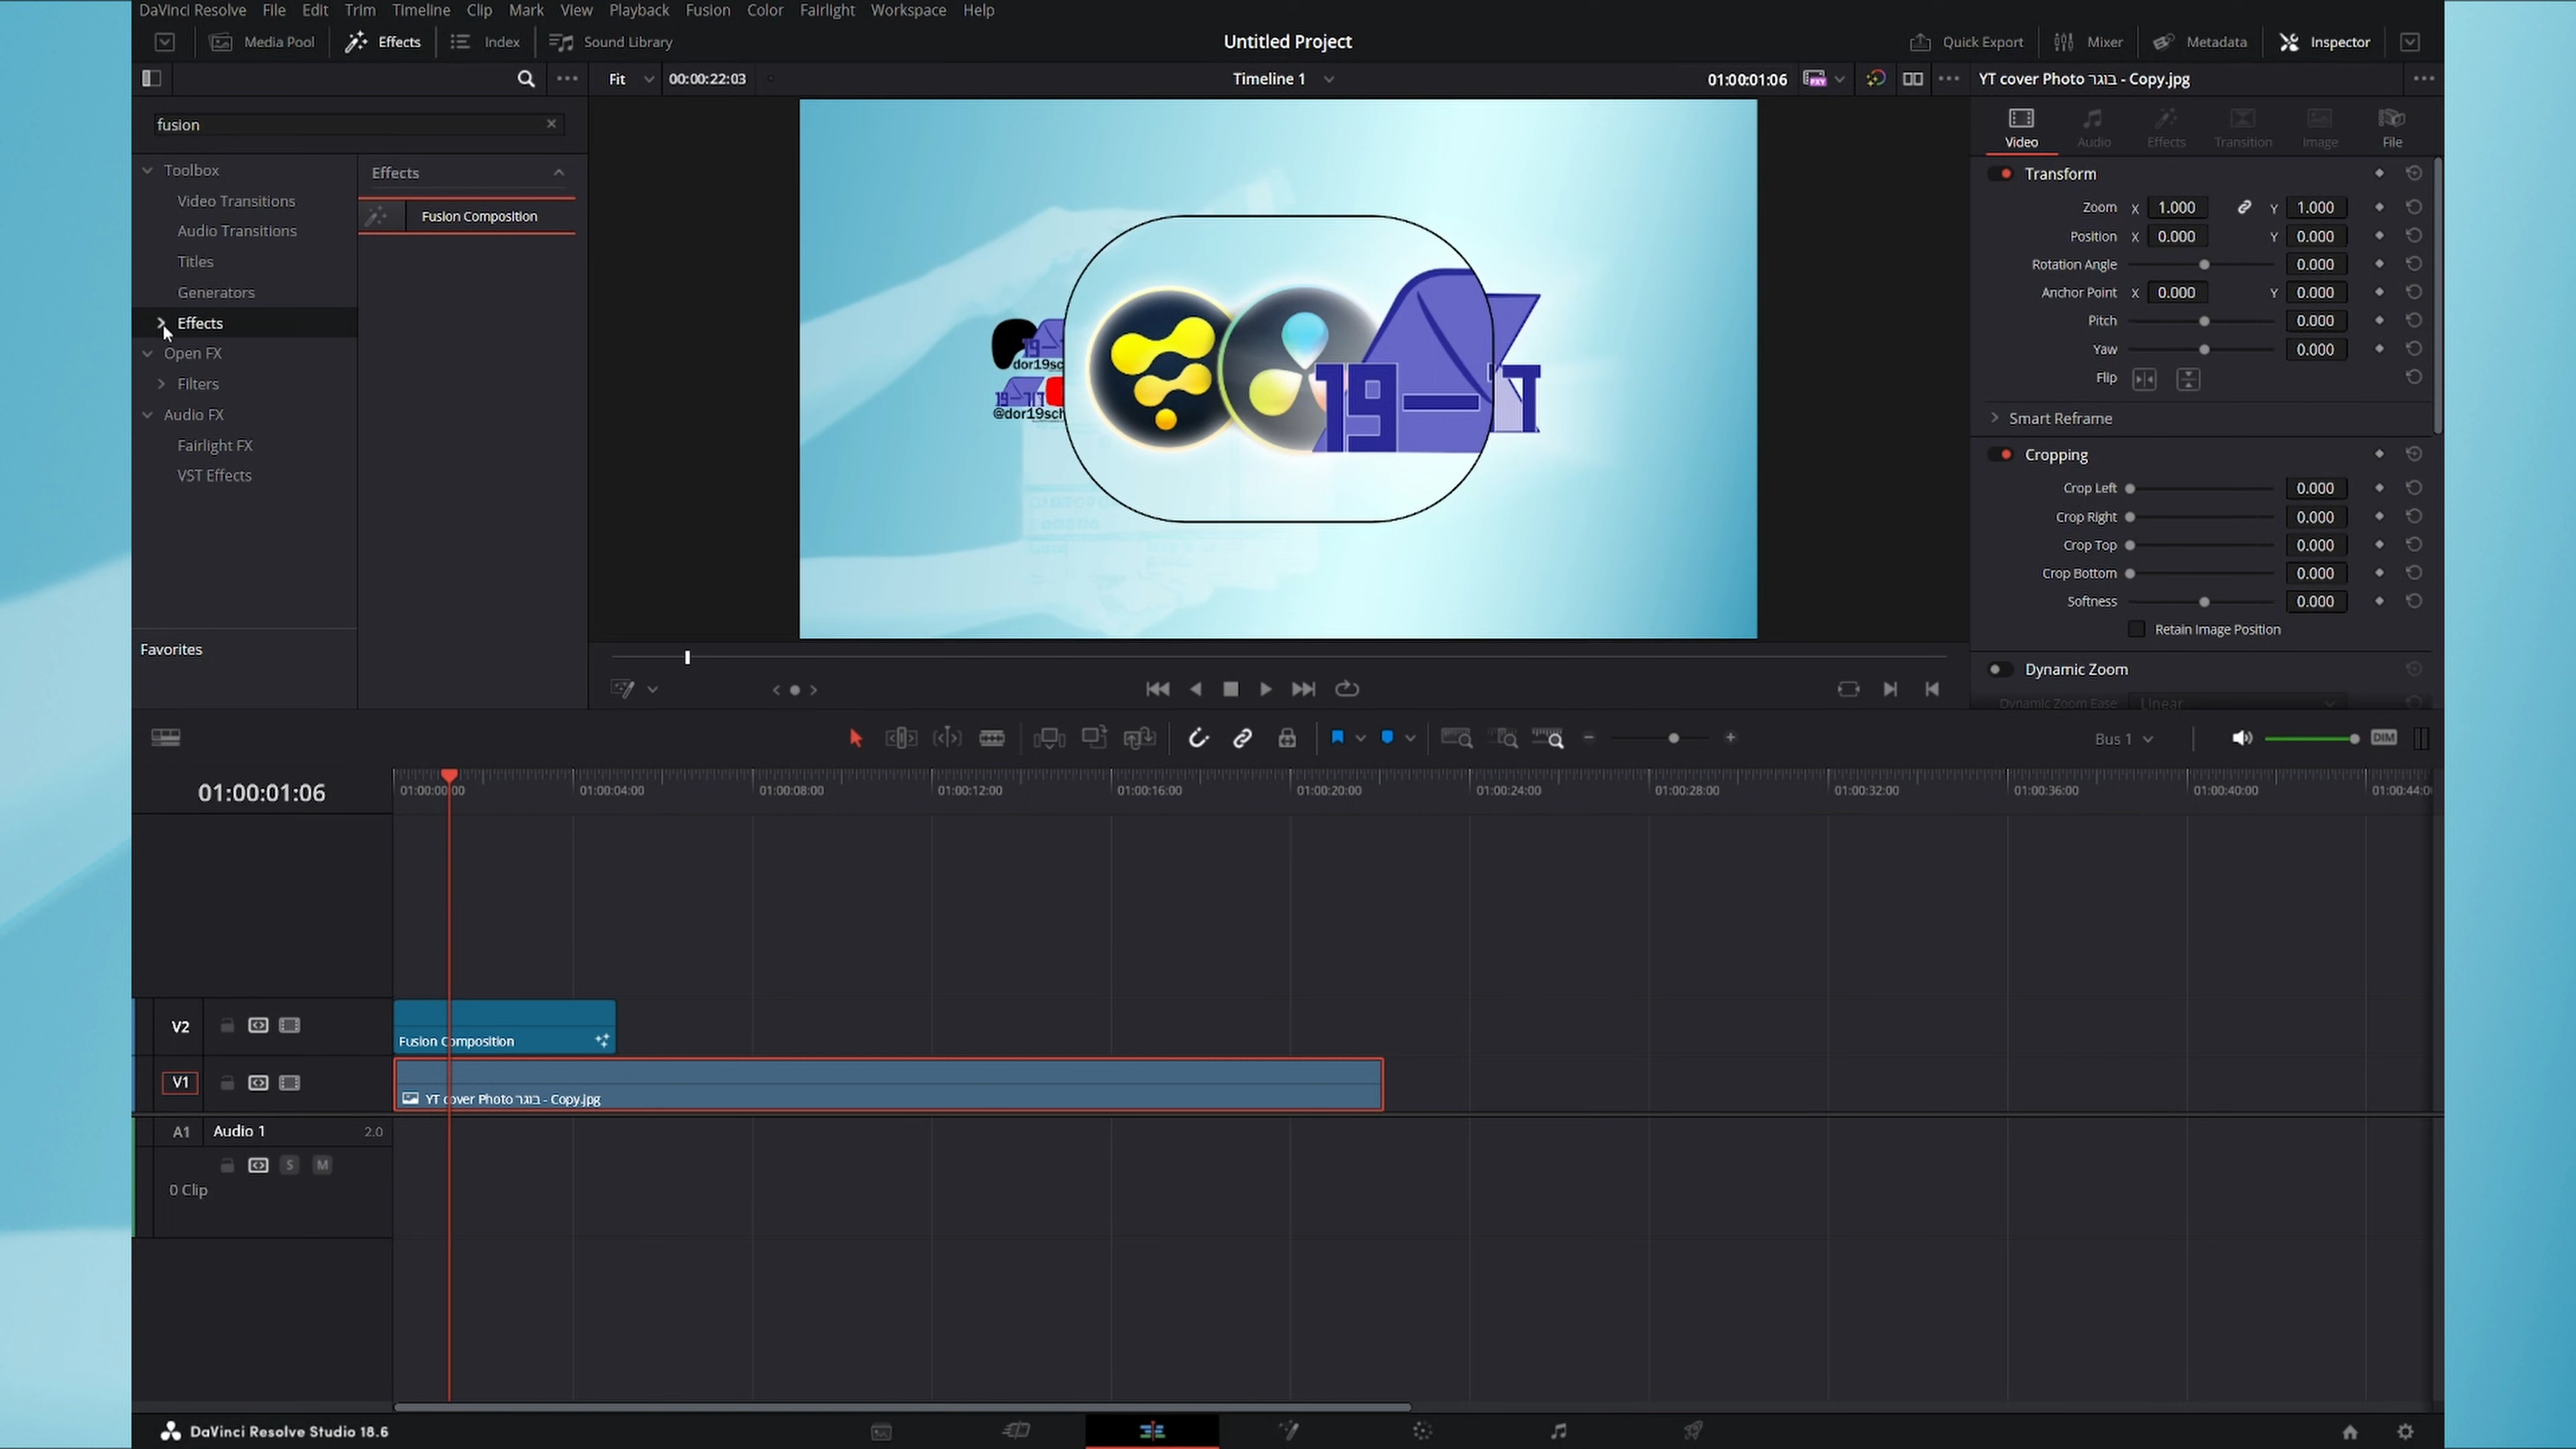 DaVinci Resolve File Edit Trim Timeline Clip Mark View Playback Fusion Color Fairlight Workspace Help
Media Pool Effects Index Sound Library
Untitled Project
Quick Export Mixer Metadata Inspector
Fit 00:00:22:03
Timeline 1
01:00:01:06
YT cover Photo בוגר - Copy.jpg
fusion
Toolbox
Video Transitions
Audio Transitions
Titles
Generators
Effects
Open FX
Filters
Audio FX
Fairlight FX
VST Effects
Favorites
Effects
Fusion Composition
dor19sc
@dor19sch
Video Audio Effects Transition Image File
Transform
Zoom X 1.000 Y 1.000
Position X 0.000 Y 0.000
Rotation Angle 0.000
Anchor Point X 0.000 Y 0.000
Pitch 0.000
Yaw 0.000
Flip
Smart Reframe
Cropping
Crop Left 0.000
Crop Right 0.000
Crop Top 0.000
Crop Bottom 0.000
Softness 0.000
Retain Image Position
Dynamic Zoom
Dynamic Zoom Ease Linear
Bus 1 DIM
01:00:01:06
01:00:00:00 01:00:04:00 01:00:08:00 01:00:12:00 01:00:16:00 01:00:20:00 01:00:24:00 01:00:28:00 01:00:32:00 01:00:36:00 01:00:40:00 01:00:44:0
V2
Fusion Composition
V1
YT cover Photo בוגר - Copy.jpg
A1 Audio 1 2.0
S M
0 Clip
DaVinci Resolve Studio 18.6